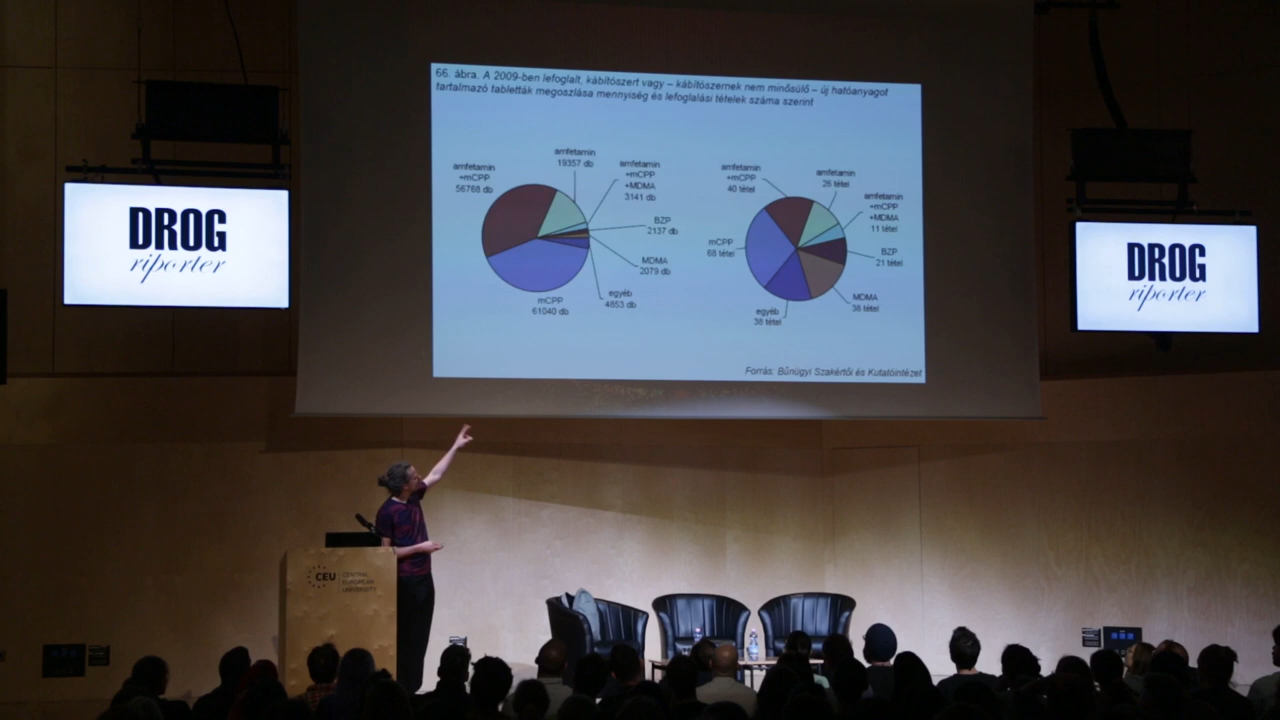 66. ábra. A 2009-ben lefoglalt, kábítószert vagy – kábítószernek nem minősülő – új hatóanyagot
tartalmazó tabletták megoszlása mennyiség és lefoglalási tételek száma szerint
amfetamin
+mCPP
56768 db
amfetamin
19357 db
amfetamin
+mCPP
+MDMA
3141 db
BZP
2137 db
MDMA
2079 db
egyéb
4853 db
mCPP
61040 db
amfetamin
+mCPP
40 tétel
amfetamin
26 tétel
amfetamin
+mCPP
+MDMA
11 tétel
BZP
21 tétel
MDMA
38 tétel
egyéb
38 tétel
mCPP
68 tétel
Forrás: Bűnügyi Szakértői és Kutatóintézet
DROG
riporter
DROG
riporter
CEU
CENTRAL
EUROPEAN
UNIVERSITY